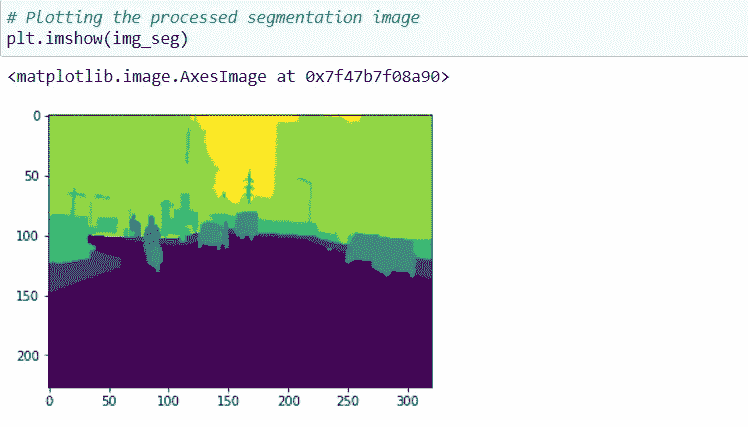 # Plotting the processed segmentation image
plt.imshow(img_seg)
<matplotlib.image.AxesImage at 0x7f47b7f08a90>
0
50
100
150
200
0 50 100 150 200 250 300